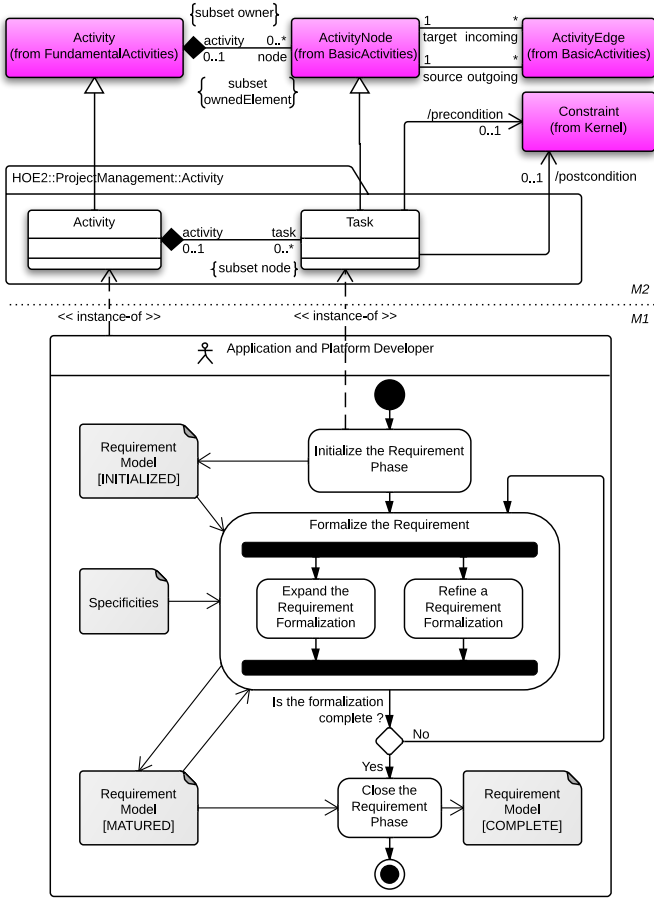 {subset owner}
Activity
(from FundamentalActivities)
activity
0..*
0..1
node
ActivityNode
(from BasicActivities)
1
*
target incoming
1
*
source outgoing
ActivityEdge
(from BasicActivities)
{subset
ownedElement}
/precondition
0..1
Constraint
(from Kernel)
0..1
/postcondition
HOE2::ProjectManagement::Activity
Activity
activity
task
0..1
0..*
{subset node}
Task
M2
<< instance-of >>
<< instance-of >>
M1
Application and Platform Developer
Initialize the Requirement
Phase
Requirement
Model
[INITIALIZED]
Formalize the Requirement
Expand the
Requirement
Formalization
Refine a
Requirement
Formalization
Specificities
Is the formalization
complete ?
No
Yes
Requirement
Model
[MATURED]
Close the
Requirement
Phase
Requirement
Model
[COMPLETE]